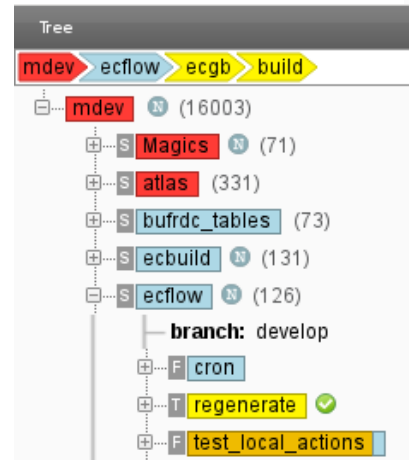 Tree
mdev ecflow ecgb build
mdev N (16003)
S Magics N (71)
S atlas (331)
S bufrdc_tables (73)
S ecbuild N (131)
S ecflow N (126)
branch: develop
F cron
T regenerate
F test_local_actions